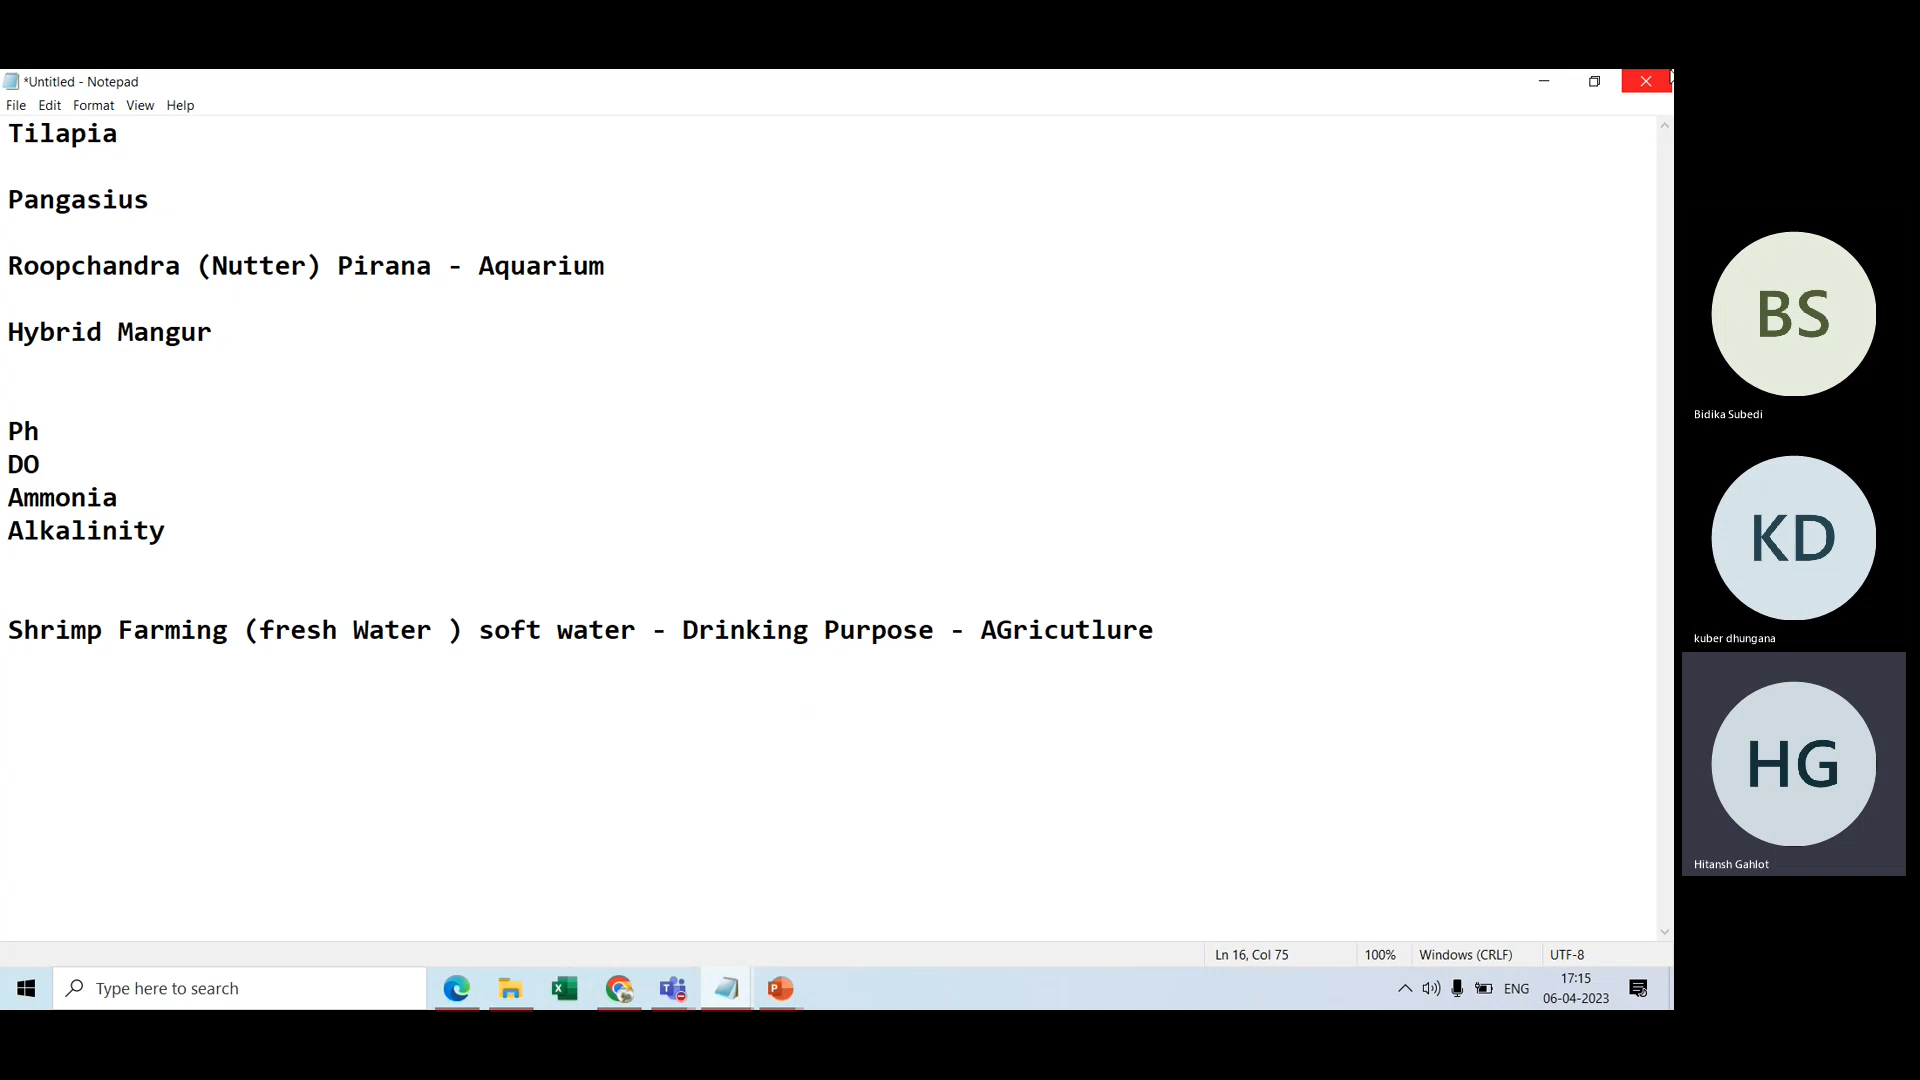 *Untitled - Notepad
File Edit Format View Help
Tilapia
Pangasius
Roopchandra (Nutter) Pirana - Aquarium
Hybrid Mangur
Ph
DO
Ammonia
Alkalinity
Shrimp Farming (fresh Water ) soft water - Drinking Purpose - AGricutlure
Ln 16, Col 75 100% Windows (CRLF) UTF-8
Type here to search
ENG
17:15
06-04-2023
BS
Bidika Subedi
KD
kuber dhungana
HG
Hitansh Gahlot